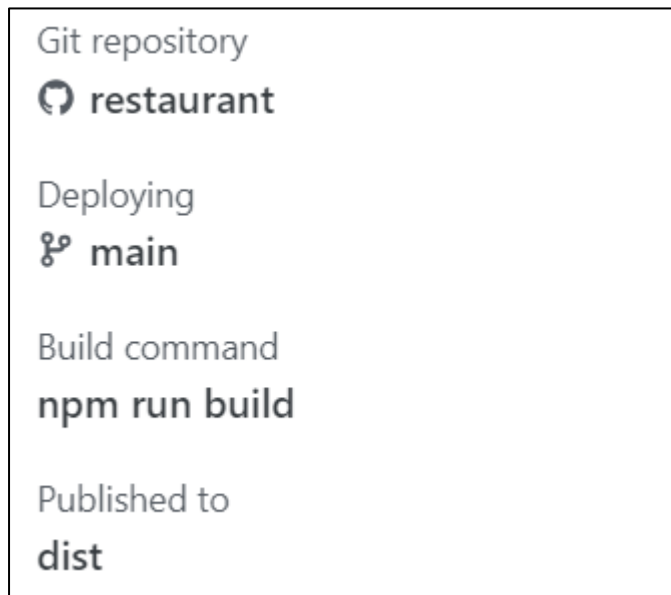 Git repository
restaurant
Deploying
main
Build command
npm run build
Published to
dist